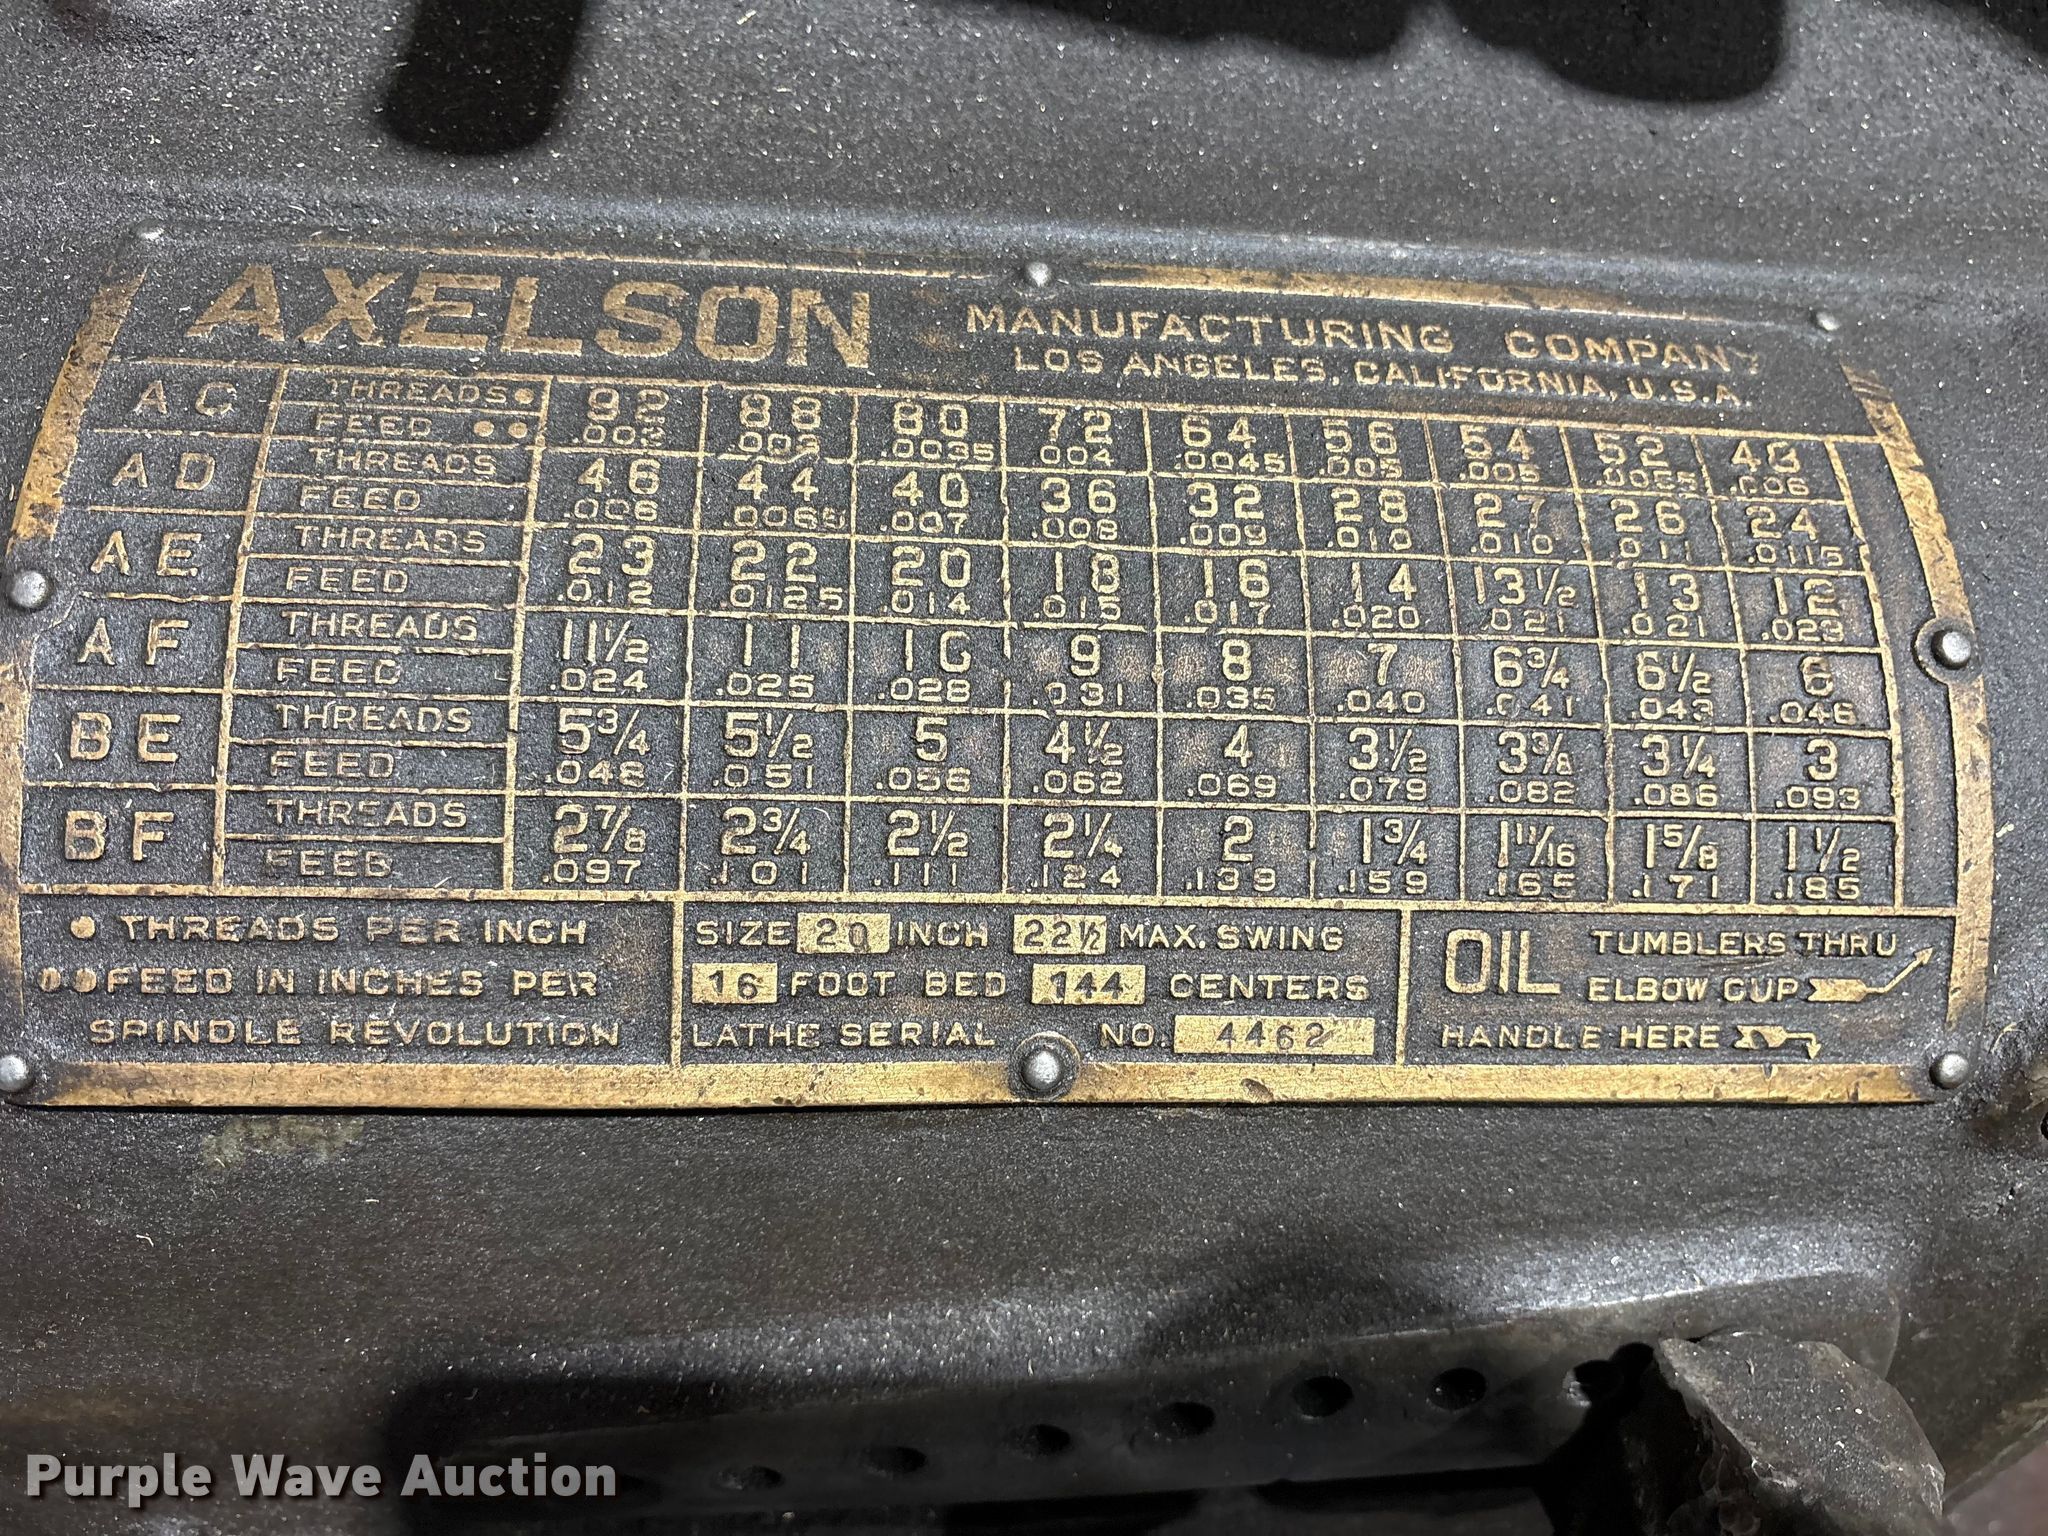 AXELSON MANUFACTURING COMPANY
LOS ANGELES, CALIFORNIA, U.S.A.
AC THREADS• 92 88 80 72 64 56 54 52 48
FEED •• .003 .003 .0035 .004 .0045 .005 .005 .0055 .006
AD THREADS 46 44 40 36 32 28 27 26 24
FEED .006 .0065 .007 .008 .009 .010 .010 .011 .0115
AE THREADS 23 22 20 18 16 14 13½ 13 12
FEED .012 .0125 .014 .015 .017 .020 .021 .021 .023
AF THREADS 11½ 11 10 9 8 7 6¾ 6½ 6
FEED .024 .025 .028 .031 .035 .040 .041 .043 .046
BE THREADS 5¾ 5½ 5 4½ 4 3½ 3⅜ 3¼ 3
FEED .048 .051 .056 .062 .069 .079 .082 .086 .093
BF THREADS 2⅞ 2¾ 2½ 2¼ 2 1¾ 1 11/16 1⅝ 1½
FEED .097 .101 .111 .124 .139 .159 .165 .171 .185
• THREADS PER INCH
•• FEED IN INCHES PER
SPINDLE REVOLUTION
SIZE 20 INCH 22½ MAX. SWING
16 FOOT BED 144 CENTERS
LATHE SERIAL NO. 4462
OIL TUMBLERS THRU
ELBOW CUP
HANDLE HERE
Purple Wave Auction